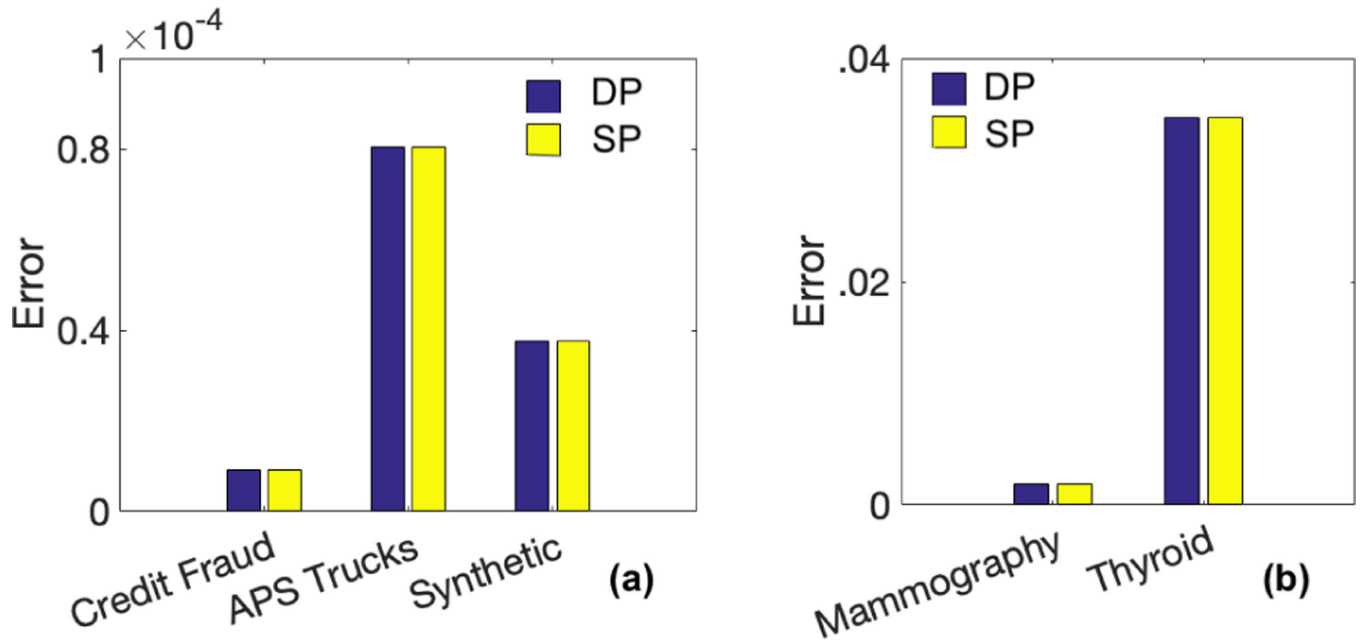 ×10-4
1
0.8
0.4
0
Error
DP
SP
Credit Fraud
APS Trucks
Synthetic
(a)
.04
.02
0
Error
DP
SP
Mammography
Thyroid
(b)